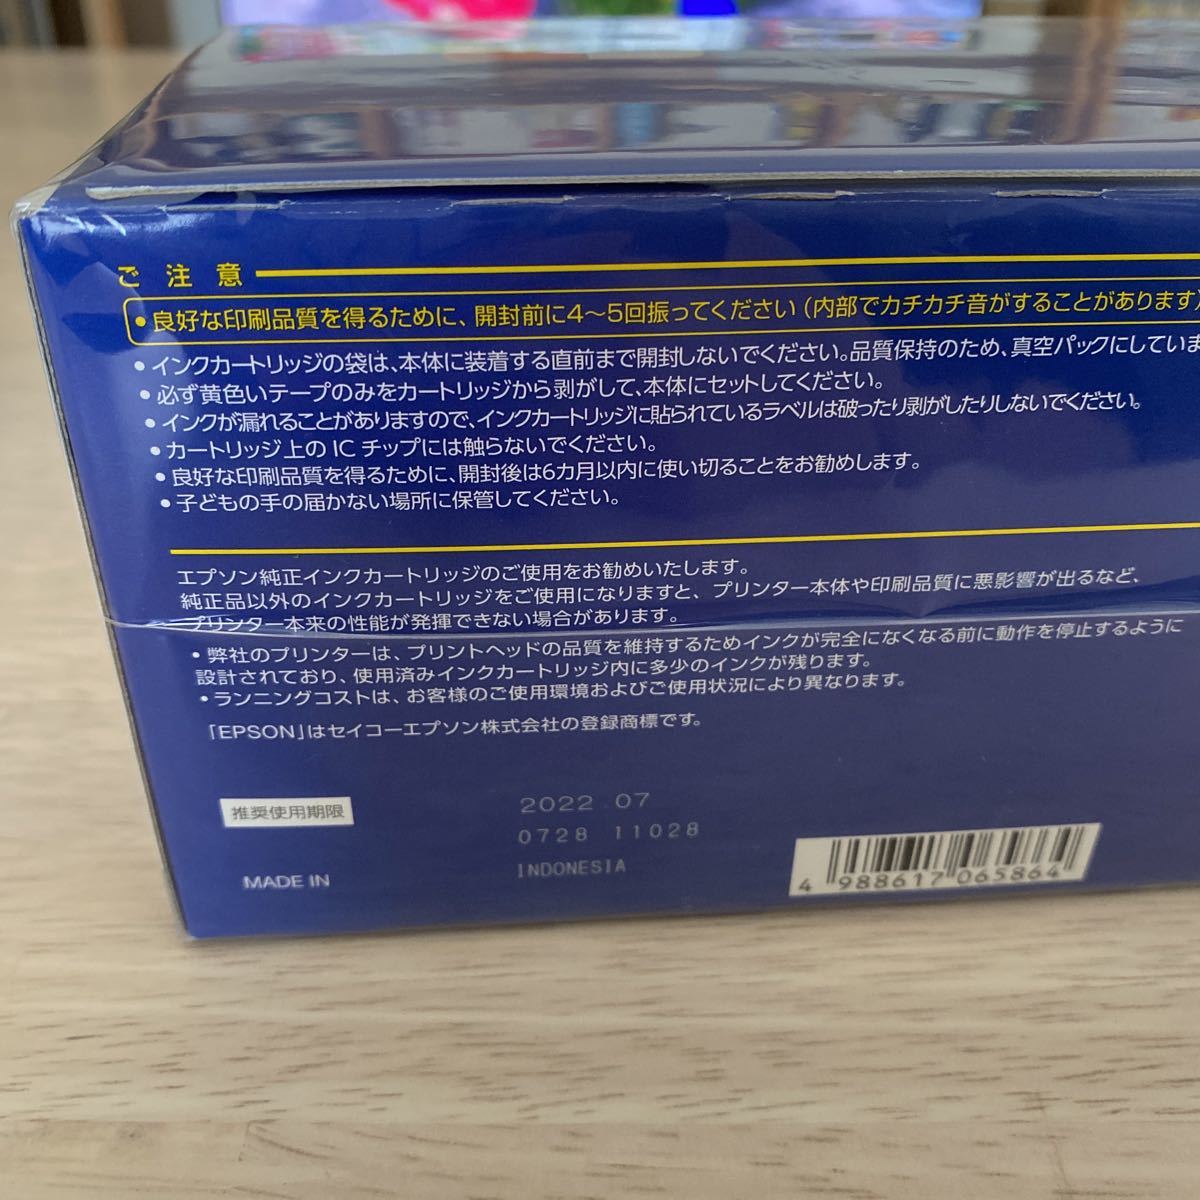 ご注意
• 良好な印刷品質を得るために、開封前に4～5回振ってください（内部でカチカチ音がすることがあります）
• インクカートリッジの袋は、本体に装着する直前まで開封しないでください。品質保持のため、真空パックにしていま
• 必ず黄色いテープのみをカートリッジから剥がして、本体にセットしてください。
• インクが漏れることがありますので、インクカートリッジに貼られているラベルは破ったり剥がしたりしないでください。
• カートリッジ上の IC チップには触らないでください。
• 良好な印刷品質を得るために、開封後は6カ月以内に使い切ることをお勧めします。
• 子どもの手の届かない場所に保管してください。
エプソン純正インクカートリッジのご使用をお勧めいたします。
純正品以外のインクカートリッジをご使用になりますと、プリンター本体や印刷品質に悪影響が出るなど、
プリンター本来の性能が発揮できない場合があります。
• 弊社のプリンターは、プリントヘッドの品質を維持するためインクが完全になくなる前に動作を停止するように
設計されており、使用済みインクカートリッジ内に多少のインクが残ります。
• ランニングコストは、お客様のご使用環境およびご使用状況により異なります。
「EPSON」はセイコーエプソン株式会社の登録商標です。
推奨使用期限 2022.07
0728 11028
MADE IN INDONESIA
4 988617 065864